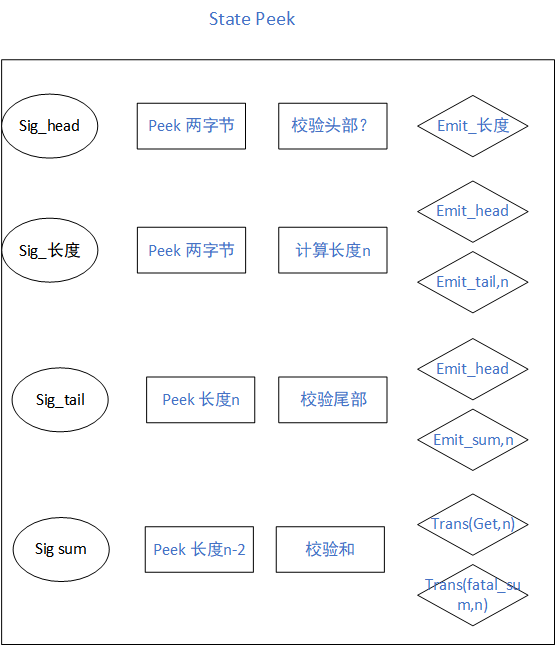 State Peek
Sig_head
Peek 两字节
校验头部？
Emit_长度
Emit_head
Sig_长度
Peek 两字节
计算长度n
Emit_tail,n
Emit_head
Sig_tail
Peek 长度n
校验尾部
Emit_sum,n
Trans(Get,n)
Sig sum
Peek 长度n-2
校验和
Trans(fatal_su
m,n)